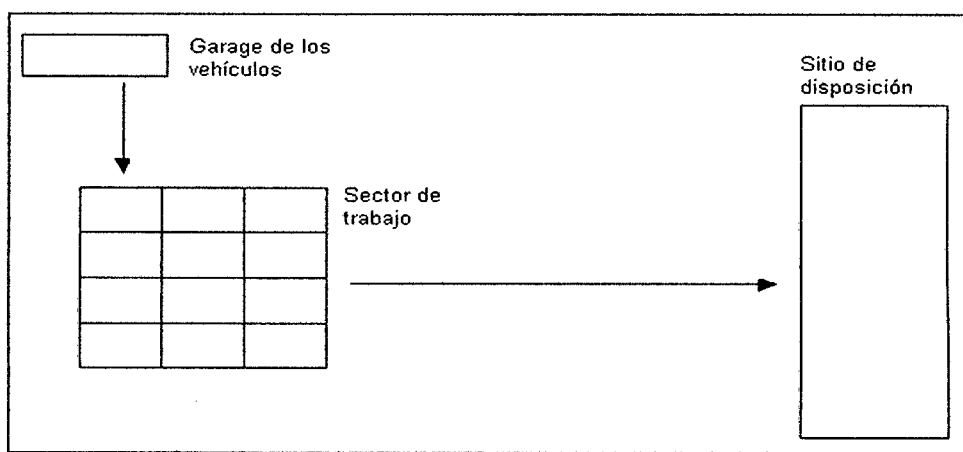 Garage de los
vehículos
Sitio de
disposición
Sector de
trabajo